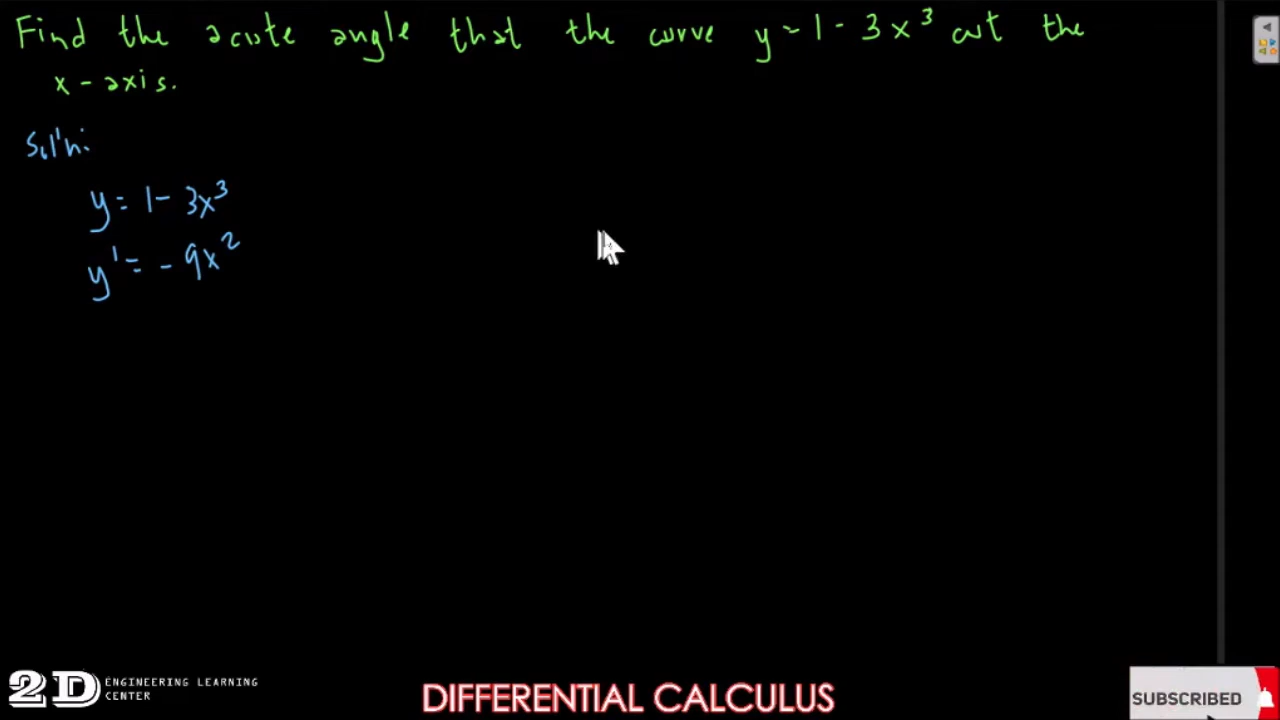 Find the acute angle that the curve y = 1 - 3x³ cut the
x-axis.
Sol'n:
y = 1 - 3x³
y' = -9x²
2D ENGINEERING LEARNING
CENTER
DIFFERENTIAL CALCULUS
SUBSCRIBED